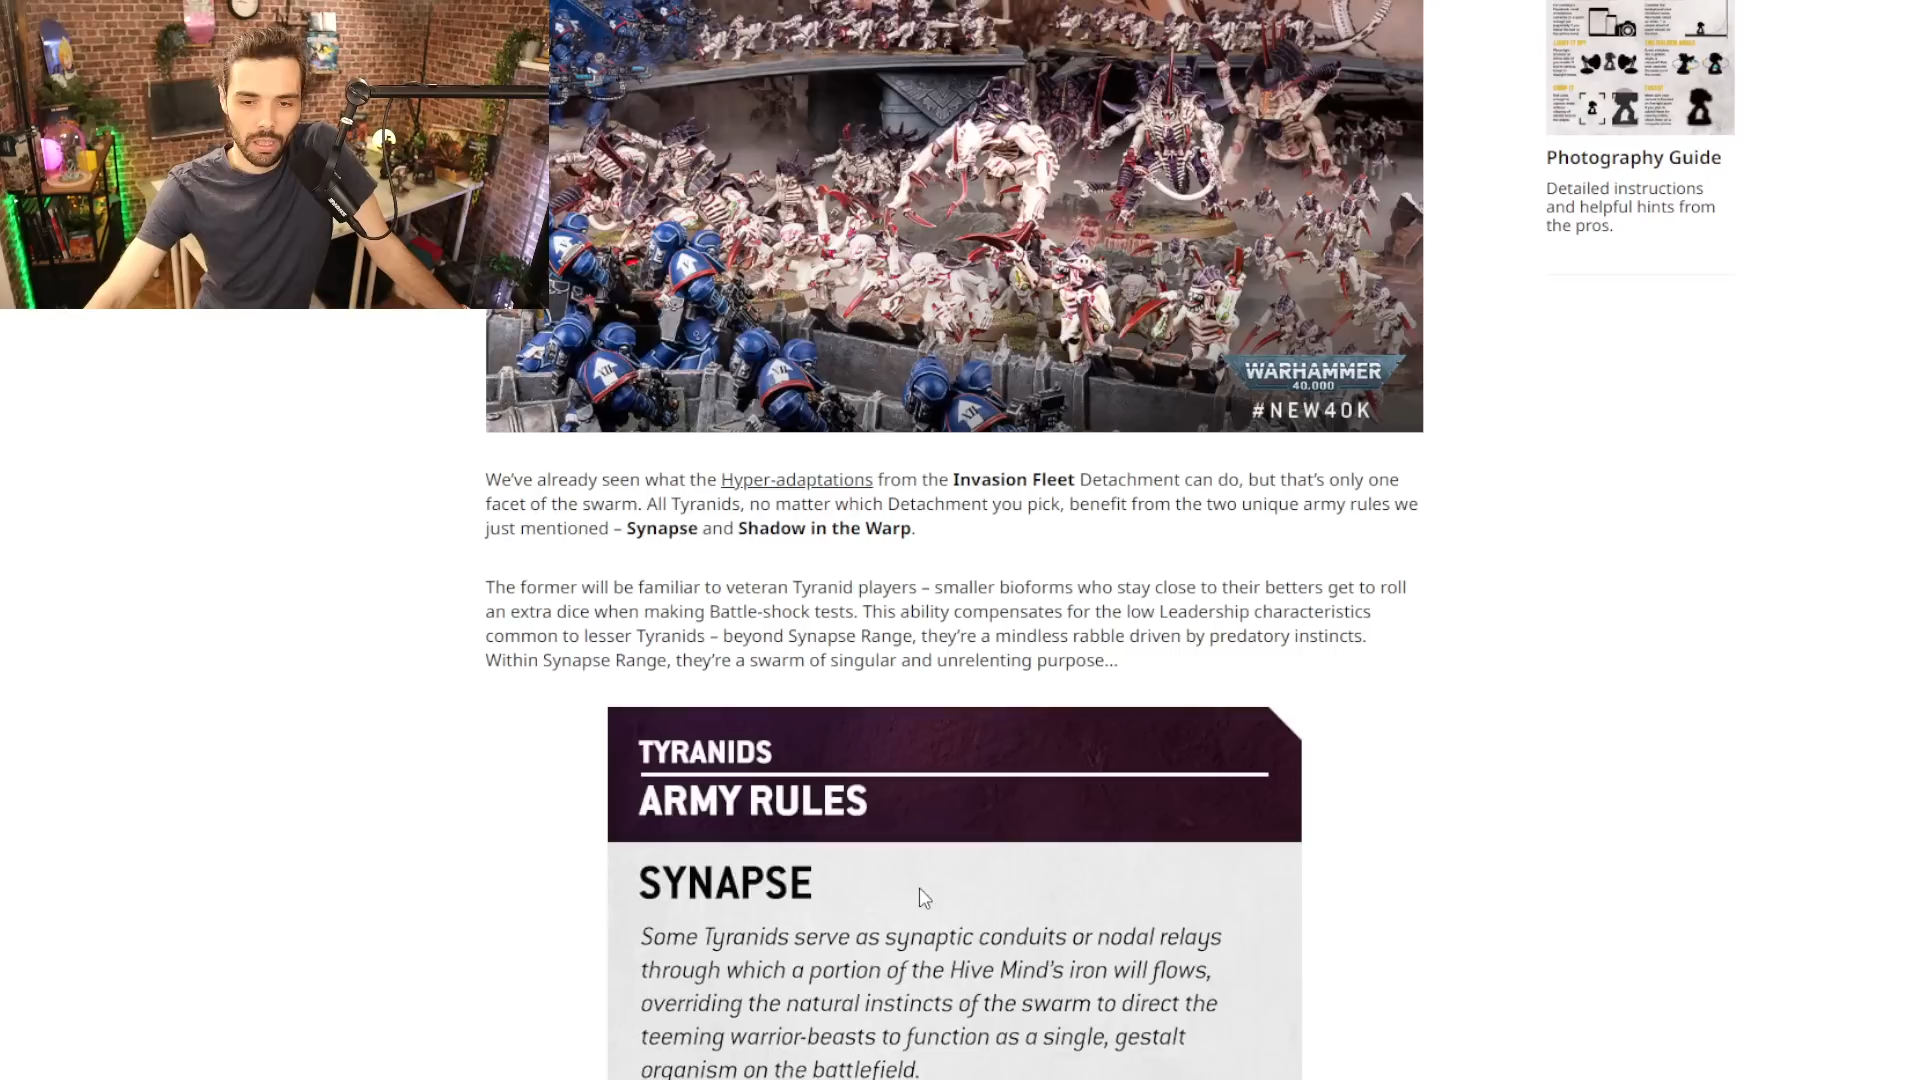 WARHAMMER
40,000
#NEW40K
Photography Guide
Detailed instructions
and helpful hints from
the pros.
We've already seen what the Hyper-adaptations from the Invasion Fleet Detachment can do, but that's only one
facet of the swarm. All Tyranids, no matter which Detachment you pick, benefit from the two unique army rules we
just mentioned – Synapse and Shadow in the Warp.
The former will be familiar to veteran Tyranid players – smaller bioforms who stay close to their betters get to roll
an extra dice when making Battle-shock tests. This ability compensates for the low Leadership characteristics
common to lesser Tyranids – beyond Synapse Range, they're a mindless rabble driven by predatory instincts.
Within Synapse Range, they're a swarm of singular and unrelenting purpose…
TYRANIDS
ARMY RULES
SYNAPSE
Some Tyranids serve as synaptic conduits or nodal relays
through which a portion of the Hive Mind's iron will flows,
overriding the natural instincts of the swarm to direct the
teeming warrior-beasts to function as a single, gestalt
organism on the battlefield.